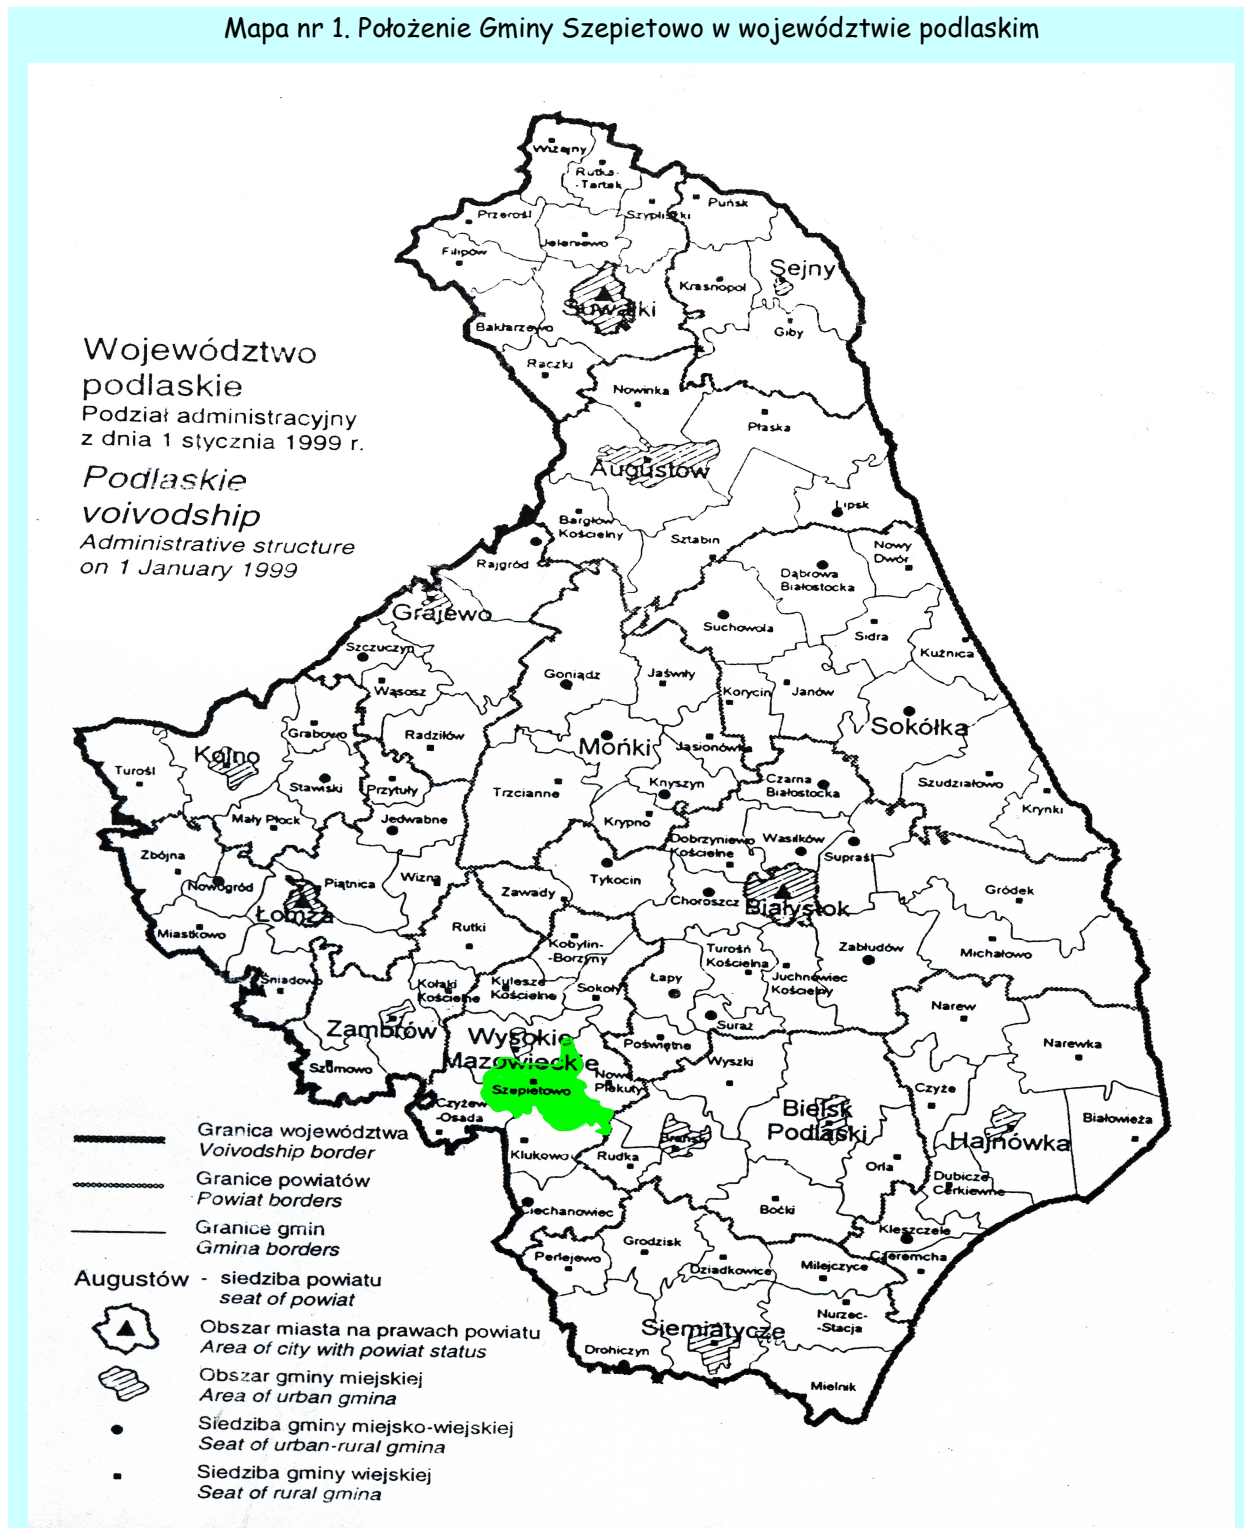 Mapa nr 1. Położenie Gminy Szepietowo w województwie podlaskim
Wiżajny
Rutka-
-Tartak
Puńsk
Przerośl
Szypliszki
Jeleniewo
Filipów
Sejny
Krasnopol
Suwałki
Bakłarzewo
Giby
Województwo
podlaskie
Podział administracyjny
z dnia 1 stycznia 1999 r.
Podlaskie
voivodship
Administrative structure
on 1 January 1999
Raczki
Nowinka
Płaska
Augustów
Lipsk
Bargłów
Kościelny
Sztabin
Nowy
Dwór
Rajgród
Dąbrowa
Białostocka
Grajewo
Suchowola
Sidra
Szczuczyn
Kuźnica
Goniądz
Jaświły
Wąsosz
Korycin
Janów
Grabowo
Radziłów
Sokółka
Kolno
Mońki
Jasionówka
Turośl
Stawiski
Przytuły
Trzcianne
Knyszyn
Czarna
Białostocka
Szudziałowo
Krynki
Mały Płock
Jedwabne
Krypno
Zbójna
Dobrzyniewo
Kościelne
Wasilków
Supraśl
Nowogród
Piątnica
Wizna
Zawady
Tykocin
Gródek
Choroszcz
Białystok
Łomża
Miastkowo
Rutki
Kobylin-
-Borzymy
Turośń
Kościelna
Zabłudów
Michałowo
Śniadowo
Kołaki
Kościelne
Kulesze
Kościelne
Sokoły
Łapy
Juchnowiec
Kościelny
Narew
Zambrów
Wysokie
Mazowieckie
Suraż
Poświętne
Narewka
Szumowo
Nowe
Piekuty
Wyszki
Szepietowo
Czyże
Czyżew
-Osada
Bielsk
Podlaski
Białowieża
Hajnówka
Brańsk
Klukowo
Rudka
Orla
Dubicze
Cerkiewne
Ciechanowiec
Boćki
Kleszczele
Grodzisk
Perlejewo
Dziadkowice
Milejczyce
Czeremcha
Nurzec-
-Stacja
Siemiatycze
Drohiczyn
Mielnik
Granica województwa
Voivodship border
Granice powiatów
Powiat borders
Granice gmin
Gmina borders
Augustów - siedziba powiatu
seat of powiat
Obszar miasta na prawach powiatu
Area of city with powiat status
Obszar gminy miejskiej
Area of urban gmina
Siedziba gminy miejsko-wiejskiej
Seat of urban-rural gmina
Siedziba gminy wiejskiej
Seat of rural gmina